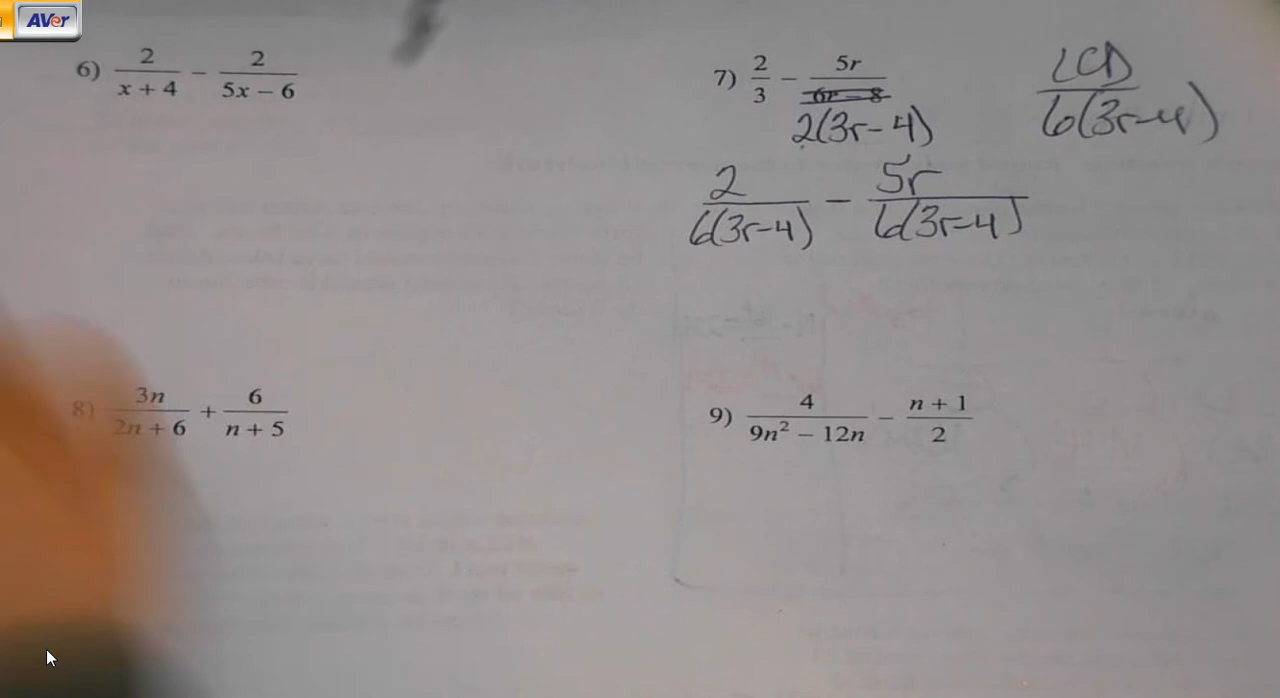 AVer
6) 2/(x + 4) − 2/(5x − 6)
7) 2/3 − 5r/(6r − 8)
2(3r-4)
LCD
6(3r-4)
2/6(3r-4) - 5r/6(3r-4)
8) 3n/(2n + 6) + 6/(n + 5)
9) 4/(9n² − 12n) − (n + 1)/2